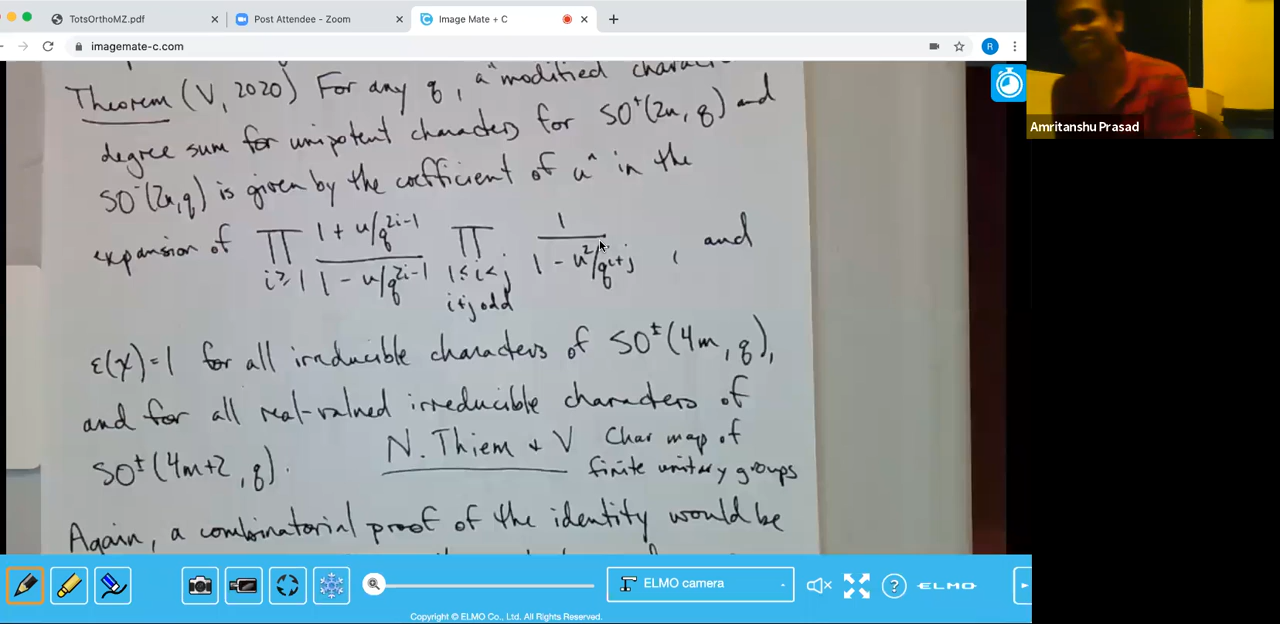 TotsOrthoMZ.pdf
Post Attendee - Zoom
Image Mate + C
imagemate-c.com
R
Theorem (V, 2020) For any q, a "modified charac
degree sum for unipotent characters for SO⁺(2n, q) and
SO⁻(2n,q) is given by the coefficient of uⁿ in the
expansion of ∏_{i≥1} (1 + u/q^{2i-1})/(1 - u/q^{2i-1}) ∏_{1≤i<j, i+j odd} 1/(1 - u²/q^{i+j}), and
ε(χ)=1 for all irreducible characters of SO^±(4m, q),
and for all real-valued irreducible characters of
SO^±(4m+2, q).
N. Thiem + V
Char map of
finite unitary groups
Again, a combinatorial proof of the identity would be
Amritanshu Prasad
ELMO camera
ELMO
Copyright © ELMO Co., Ltd. All Rights Reserved.